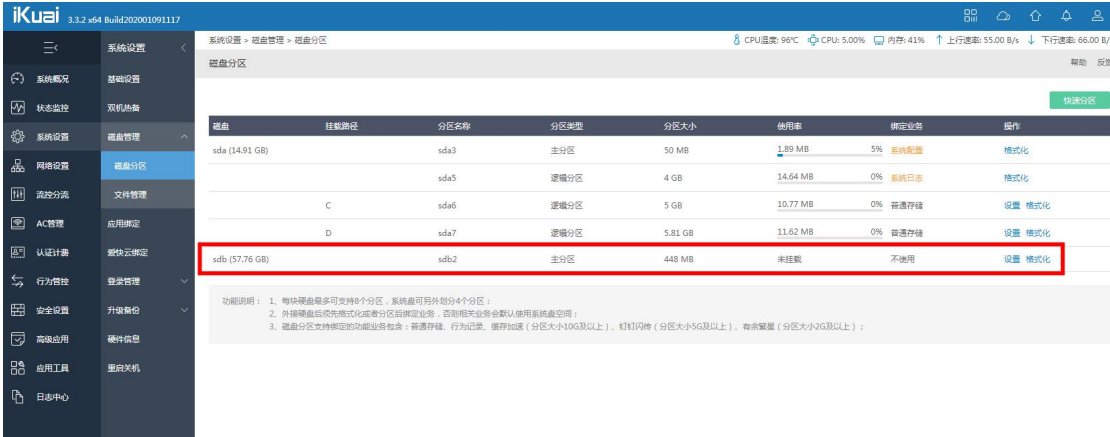 iKuai 3.3.2 x64 Build202001091117
系统设置 > 磁盘管理 > 磁盘分区 CPU温度: 96℃ CPU: 5.00% 内存: 41% 上行速率: 55.00 B/s 下行速率: 66.00 B/
磁盘分区 帮助 反馈
快速分区
系统概况
状态监控
系统设置
网络设置
流控分流
AC管理
认证计费
行为管控
安全设置
高级应用
应用工具
日志中心
系统设置
基础设置
双机热备
磁盘管理
磁盘分区
文件管理
应用绑定
爱快云绑定
登录管理
升级备份
硬件信息
重启关机
磁盘 挂载路径 分区名称 分区类型 分区大小 使用率 绑定业务 操作
sda (14.91 GB) sda3 主分区 50 MB 1.89 MB 5% 系统配置 格式化
sda5 逻辑分区 4 GB 14.64 MB 0% 系统日志 格式化
C sda6 逻辑分区 5 GB 10.77 MB 0% 普通存储 设置 格式化
D sda7 逻辑分区 5.81 GB 11.62 MB 0% 普通存储 设置 格式化
sdb (57.76 GB) sdb2 主分区 448 MB 未挂载 不使用 设置 格式化
功能说明： 1、每块硬盘最多可支持8个分区，系统盘可另外划分4个分区；
2、外接硬盘后须先格式化或者分区后绑定业务，否则相关业务会默认使用系统盘空间；
3、磁盘分区支持绑定的功能业务包含：普通存储、行为记录、缓存加速（分区大小10G及以上）、钉钉闪传（分区大小5G及以上）、有余繁星（分区大小2G及以上）；